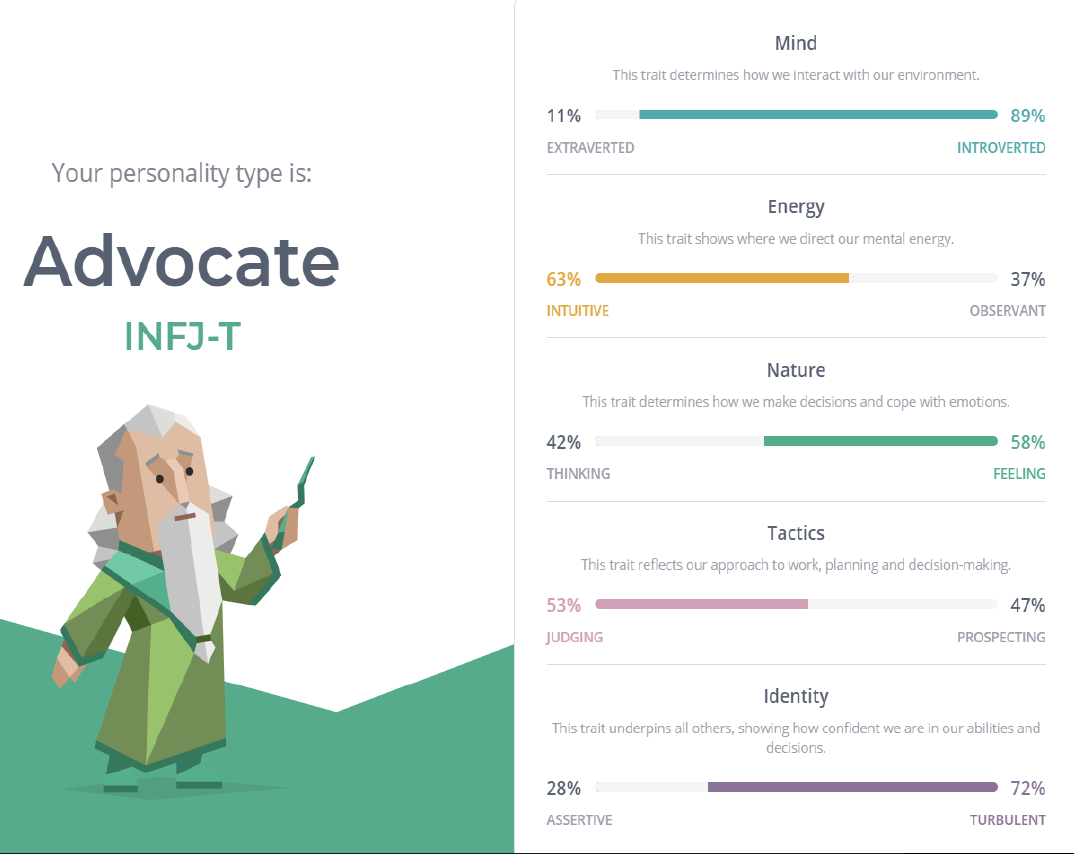 Your personality type is:
Advocate
INFJ-T
Mind
This trait determines how we interact with our environment.
11% 89%
EXTRAVERTED INTROVERTED
Energy
This trait shows where we direct our mental energy.
63% 37%
INTUITIVE OBSERVANT
Nature
This trait determines how we make decisions and cope with emotions.
42% 58%
THINKING FEELING
Tactics
This trait reflects our approach to work, planning and decision-making.
53% 47%
JUDGING PROSPECTING
Identity
This trait underpins all others, showing how confident we are in our abilities and
decisions.
28% 72%
ASSERTIVE TURBULENT